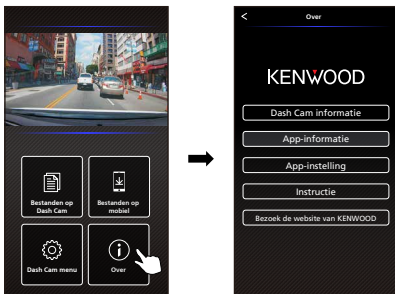 Bestanden op
Dash Cam
Bestanden op
mobiel
Dash Cam menu
Over
Over
KENWOOD
Dash Cam informatie
App-informatie
App-instelling
Instructie
Bezoek de website van KENWOOD